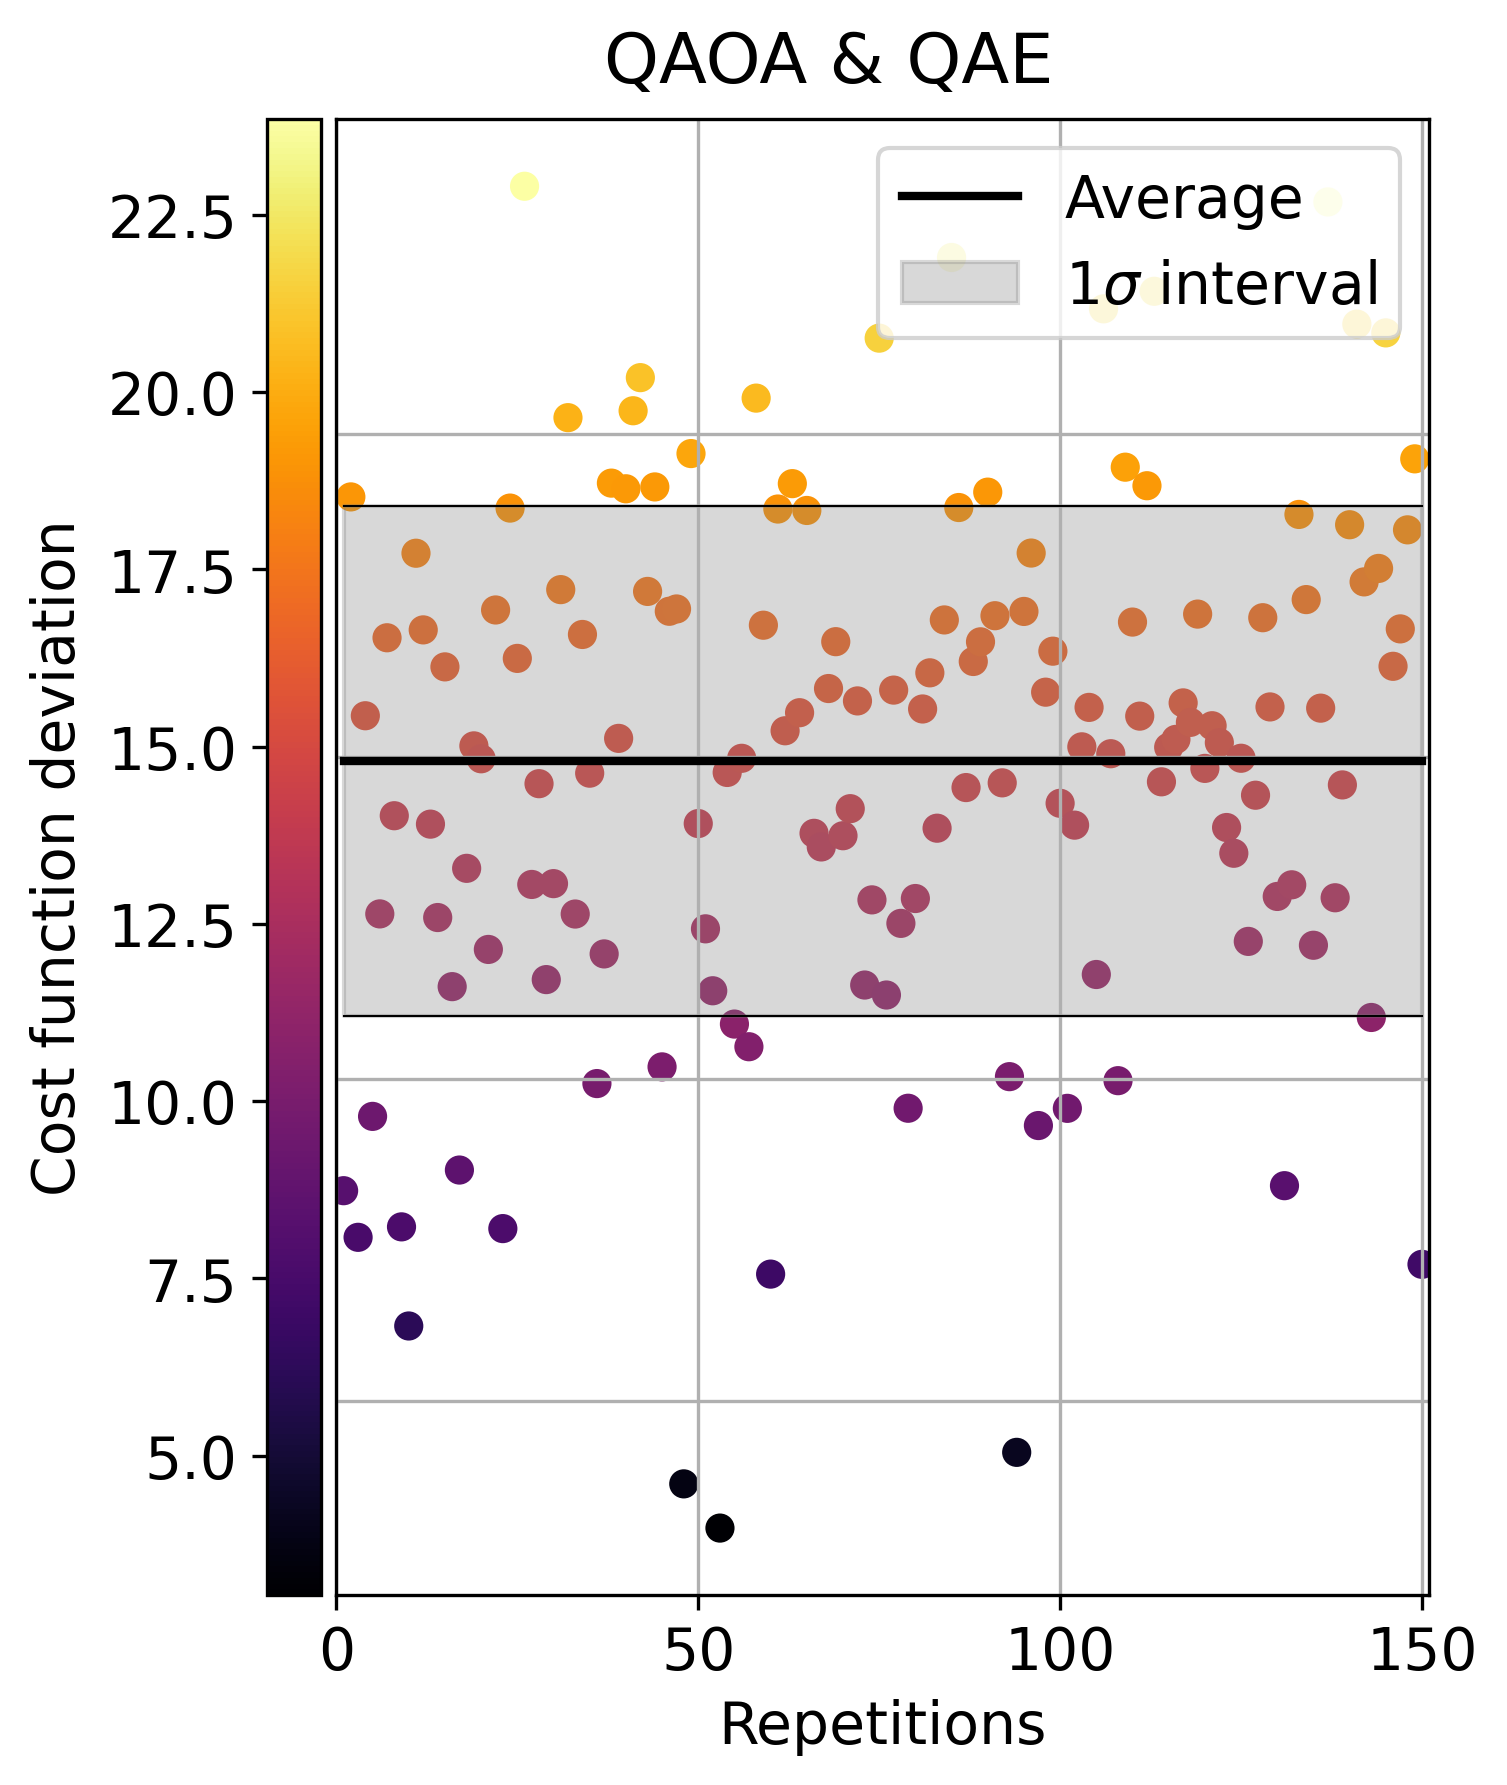 QAOA & QAE
Average
1σ interval
22.5
20.0
17.5
15.0
12.5
10.0
7.5
5.0
Cost function deviation
0 50 100 150
Repetitions